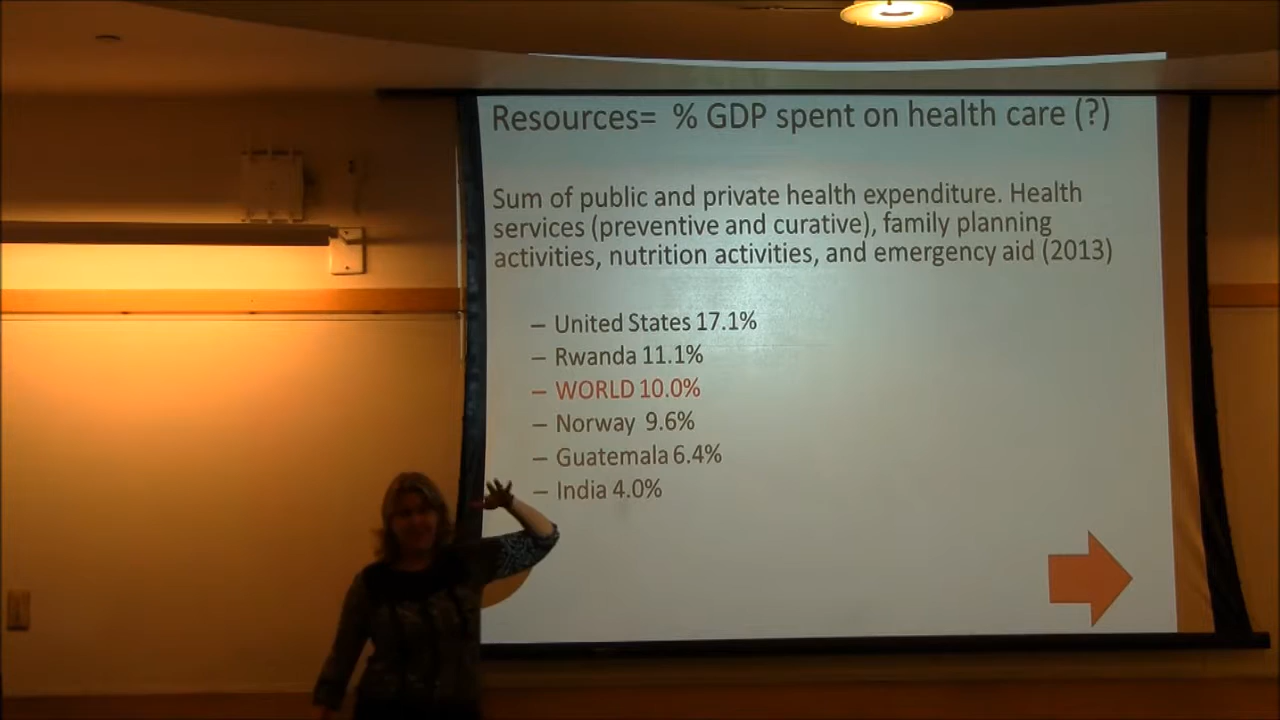 Resources= % GDP spent on health care (?)
Sum of public and private health expenditure. Health
services (preventive and curative), family planning
activities, nutrition activities, and emergency aid (2013)
– United States 17.1%
– Rwanda 11.1%
– WORLD 10.0%
– Norway 9.6%
– Guatemala 6.4%
– India 4.0%